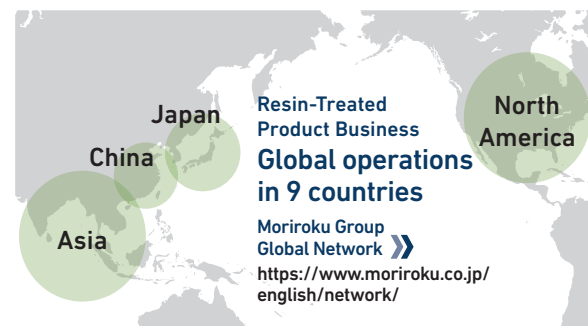 Japan
China
Asia
Resin-Treated
Product Business
Global operations
in 9 countries
Moriroku Group
Global Network
https://www.moriroku.co.jp/
english/network/
North
America